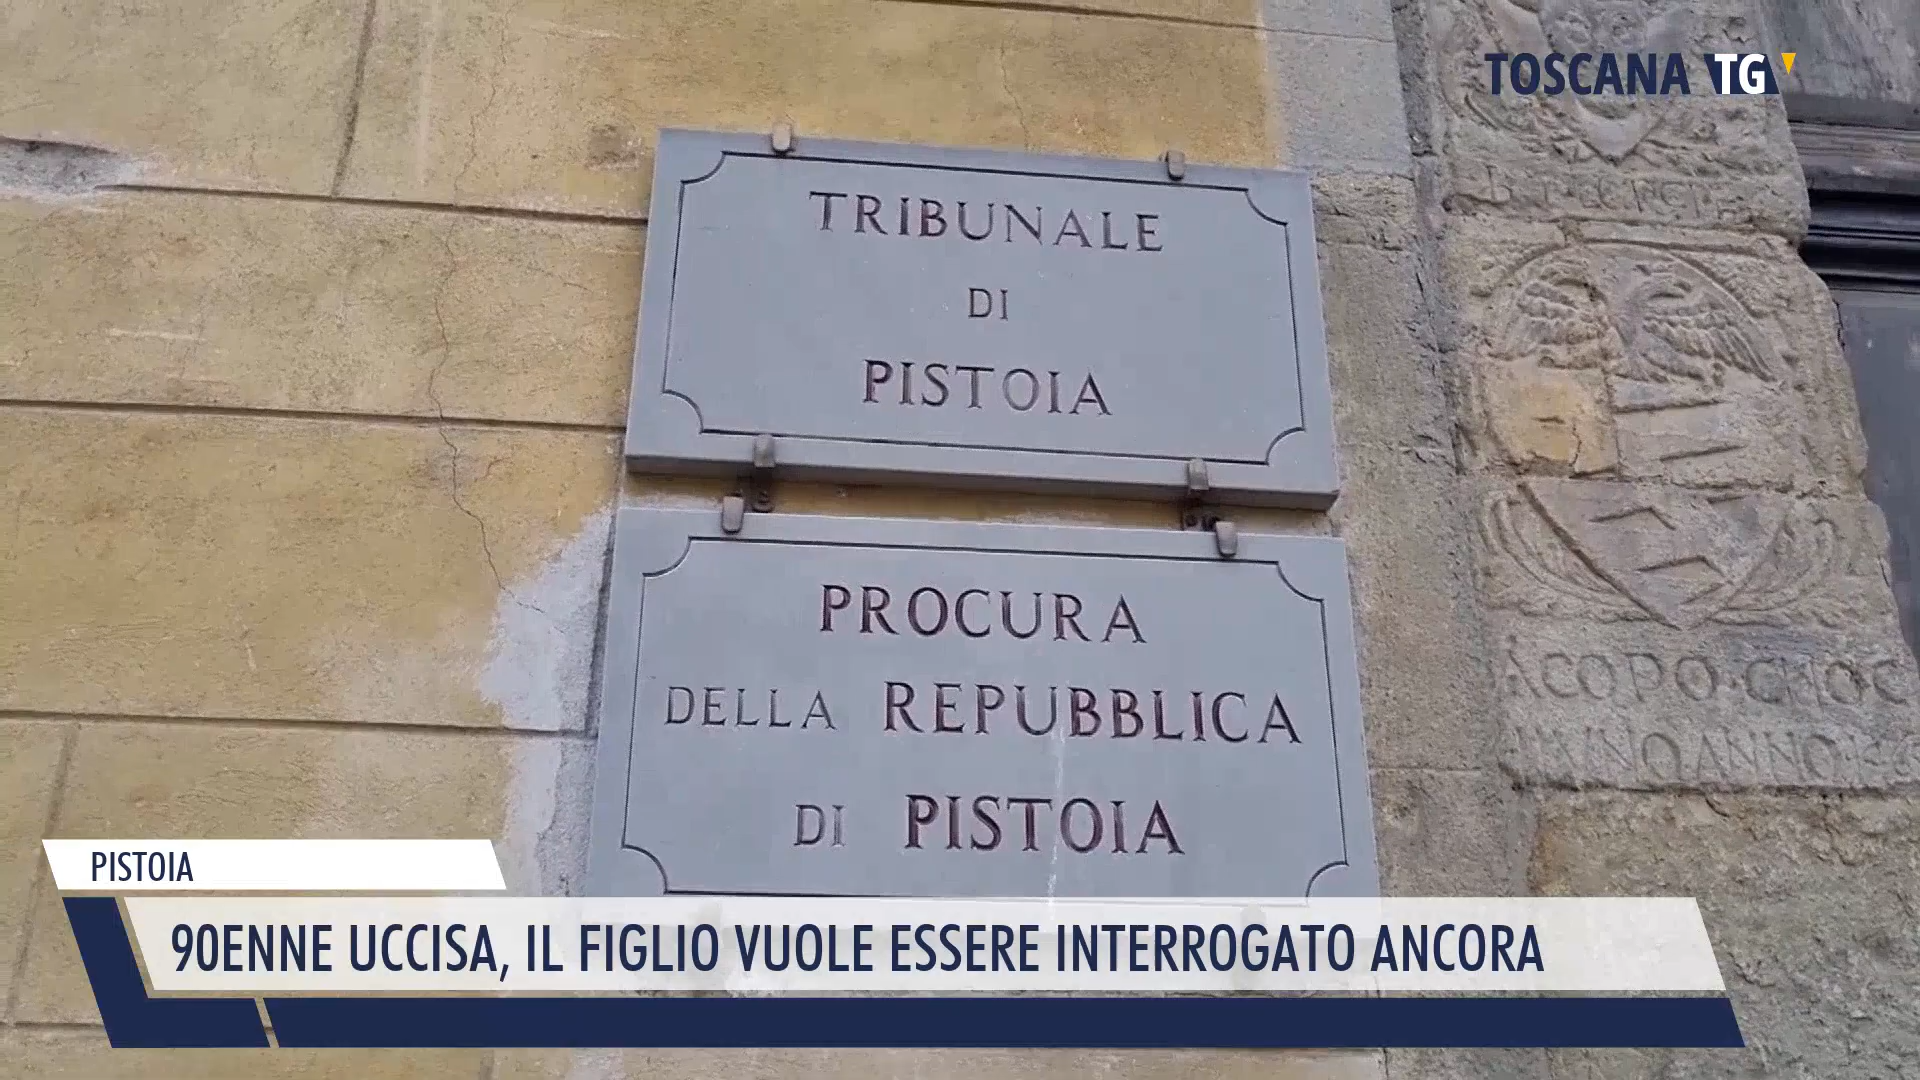 TOSCANA TG
TRIBUNALE
DI
PISTOIA
PROCURA
DELLA REPUBBLICA
DI PISTOIA
PISTOIA
90ENNE UCCISA, IL FIGLIO VUOLE ESSERE INTERROGATO ANCORA